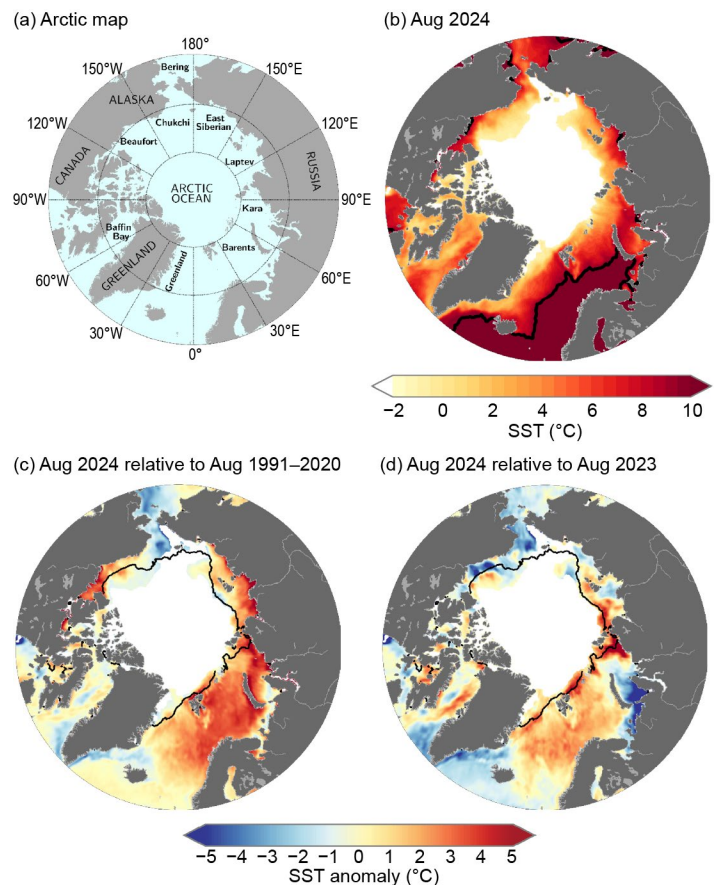 (a) Arctic map
180°
150°W
150°E
Bering
ALASKA
Chukchi
East
Siberian
120°W
120°E
Beaufort
Laptev
CANADA
RUSSIA
ARCTIC
OCEAN
90°W
90°E
Kara
Baffin
Bay
Barents
GREENLAND
Greenland
60°W
60°E
30°W
30°E
0°
(b) Aug 2024
−2 0 2 4 6 8 10
SST (°C)
(c) Aug 2024 relative to Aug 1991–2020
(d) Aug 2024 relative to Aug 2023
−5 −4 −3 −2 −1 0 1 2 3 4 5
SST anomaly (°C)